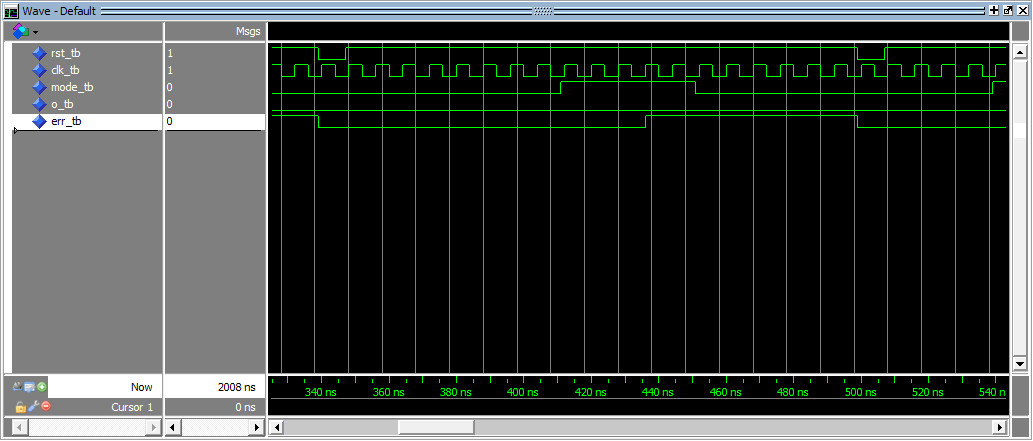 Wave - Default
Msgs
rst_tb 1
clk_tb 1
mode_tb 0
o_tb 0
err_tb 0
Now 2008 ns
Cursor 1 0 ns
340 ns 360 ns 380 ns 400 ns 420 ns 440 ns 460 ns 480 ns 500 ns 520 ns 540 n